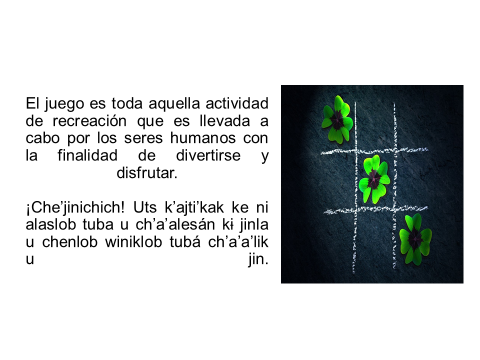 El juego es toda aquella actividad
de recreación que es llevada a
cabo por los seres humanos con
la finalidad de divertirse y
disfrutar.
¡Che’jinichich! Uts k’ajti’kak ke ni
alaslob tuba u ch’a’alesán kɨ jinla
u chenlob winiklob tubá ch’a’a’lik
u jin.